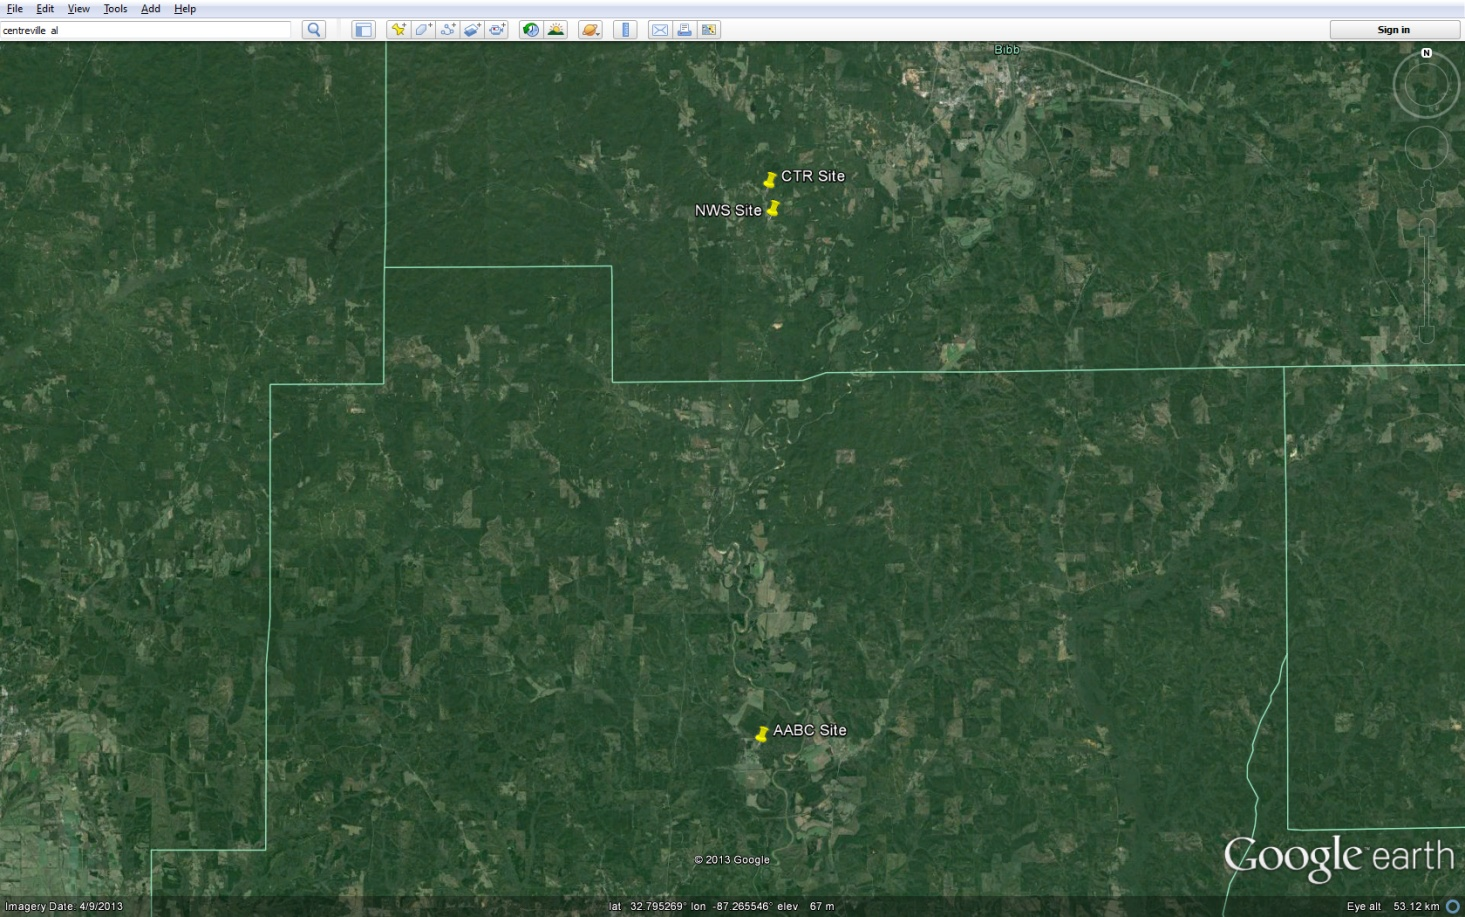 File Edit View Tools Add Help
centreville al
Sign in
Bibb
N
CTR Site
NWS Site
AABC Site
© 2013 Google
Google earth
Imagery Date: 4/9/2013 lat 32.795269° lon -87.265546° elev 67 m Eye alt 53.12 km